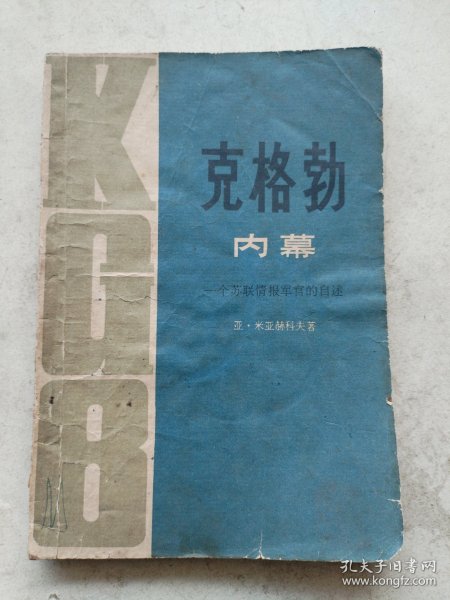 KGB
克格勃
内幕
一个苏联情报军官的自述
亚·米亚赫科夫著
孔夫子旧书网
www.kongfz.com